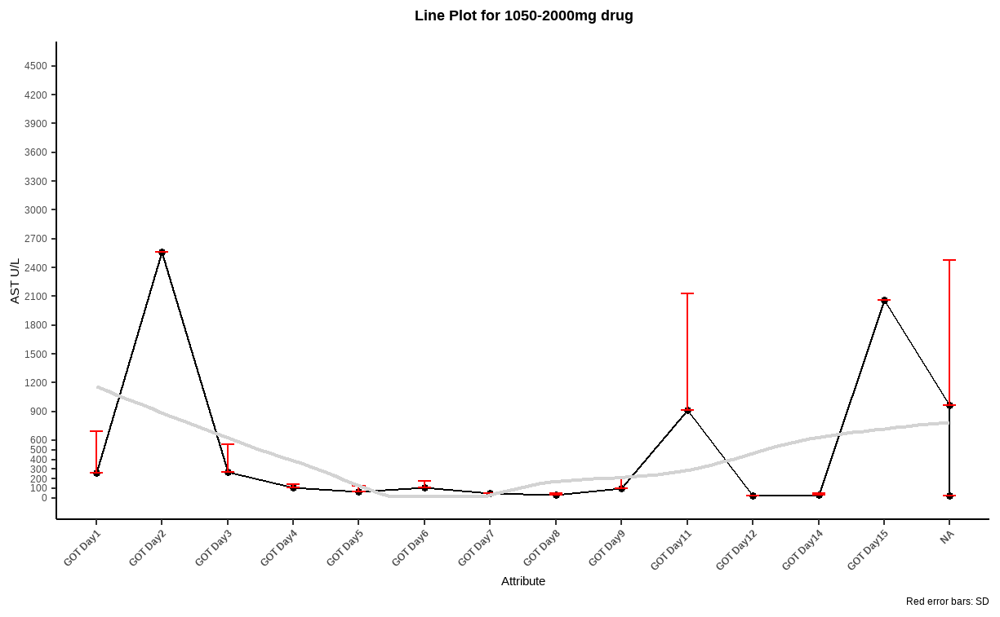 Line Plot for 1050-2000mg drug
AST U/L
4500
4200
3900
3600
3300
3000
2700
2400
2100
1800
1500
1200
900
600
500
400
300
200
100
0
GOT Day1
GOT Day2
GOT Day3
GOT Day4
GOT Day5
GOT Day6
GOT Day7
GOT Day8
GOT Day9
GOT Day11
GOT Day12
GOT Day14
GOT Day15
NA
Attribute
Red error bars: SD